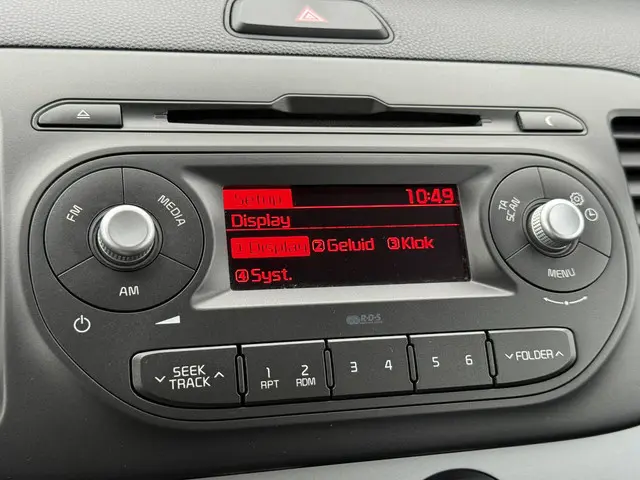 Setup 10:49
Display
1 Display 2 Geluid 3 Klok
4 Syst.
FM
MEDIA
AM
TA
SCAN
MENU
R·D·S
SEEK
TRACK
1
RPT
2
RDM
3 4
5 6
FOLDER